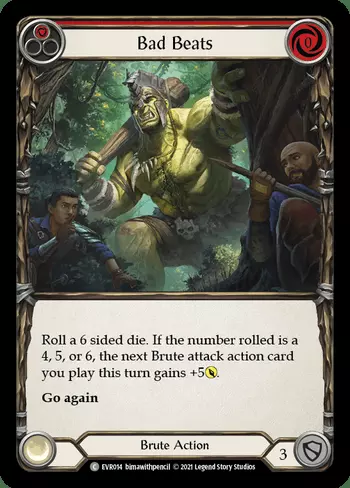 Bad Beats
0
Roll a 6 sided die. If the number rolled is a
4, 5, or 6, the next Brute attack action card
you play this turn gains +5.
Go again
Brute Action
3
C EVR014 bimawithpencil © 2021 Legend Story Studios